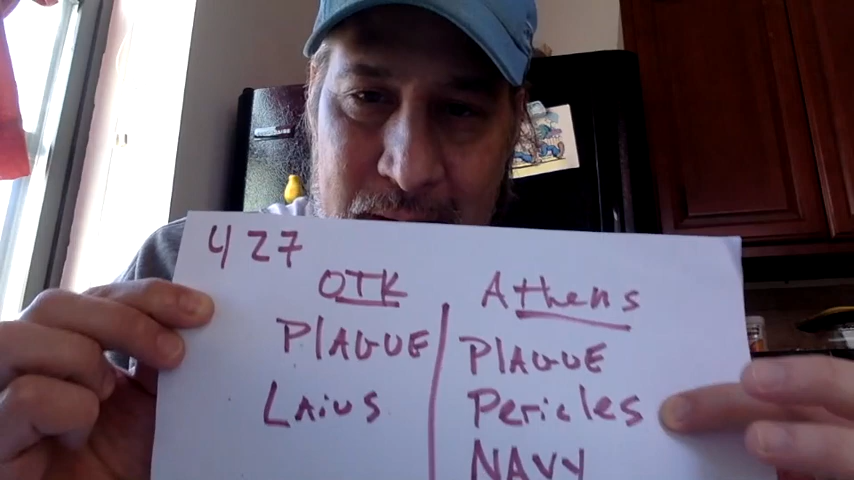 427
OTK Athens
PLAGUE PLAGUE
LAiUS Pericles
NAVY